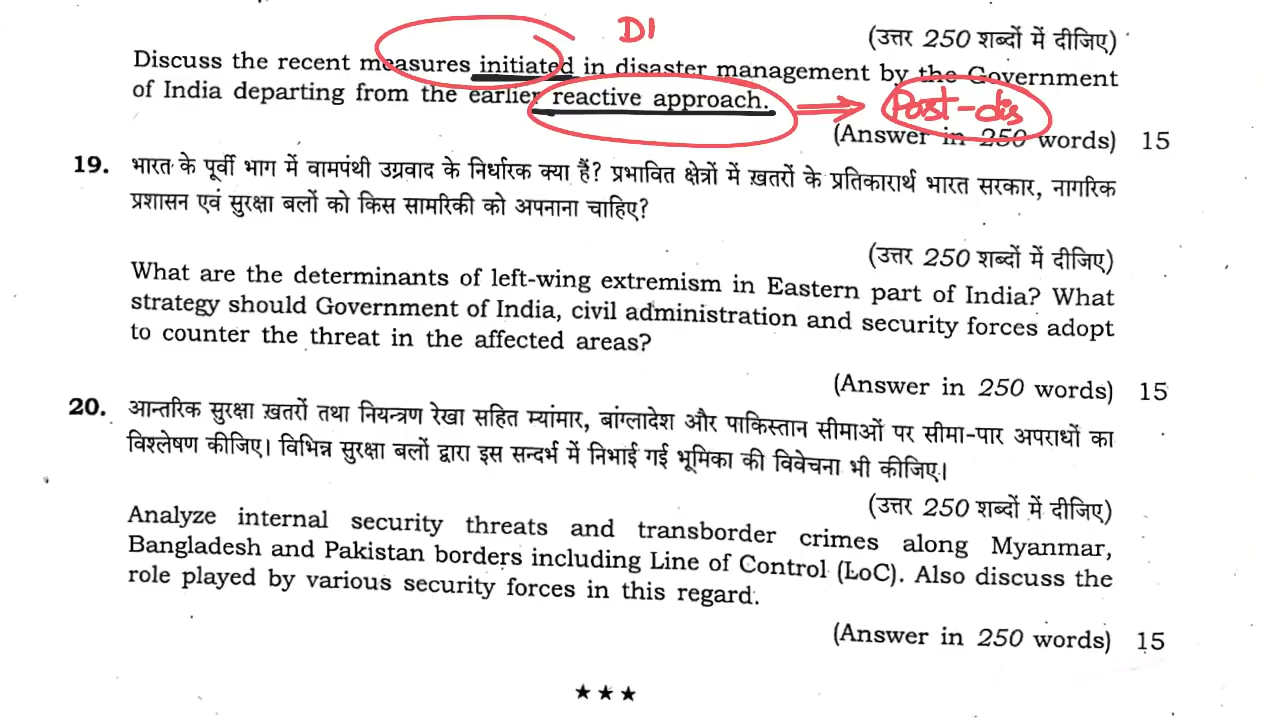 DI
(उत्तर 250 शब्दों में दीजिए)
Discuss the recent measures initiated in disaster management by the Government
of India departing from the earlier reactive approach.
Post-dis
(Answer in 250 words) 15
19. भारत के पूर्वी भाग में वामपंथी उग्रवाद के निर्धारक क्या हैं? प्रभावित क्षेत्रों में ख़तरों के प्रतिकारार्थ भारत सरकार, नागरिक
प्रशासन एवं सुरक्षा बलों को किस सामरिकी को अपनाना चाहिए?
(उत्तर 250 शब्दों में दीजिए)
What are the determinants of left-wing extremism in Eastern part of India? What
strategy should Government of India, civil administration and security forces adopt
to counter the threat in the affected areas?
(Answer in 250 words) 15
20. आन्तरिक सुरक्षा ख़तरों तथा नियन्त्रण रेखा सहित म्यांमार, बांग्लादेश और पाकिस्तान सीमाओं पर सीमा-पार अपराधों का
विश्लेषण कीजिए। विभिन्न सुरक्षा बलों द्वारा इस सन्दर्भ में निभाई गई भूमिका की विवेचना भी कीजिए।
(उत्तर 250 शब्दों में दीजिए)
Analyze internal security threats and transborder crimes along Myanmar,
Bangladesh and Pakistan borders including Line of Control (LoC). Also discuss the
role played by various security forces in this regard.
(Answer in 250 words) 15
★★★